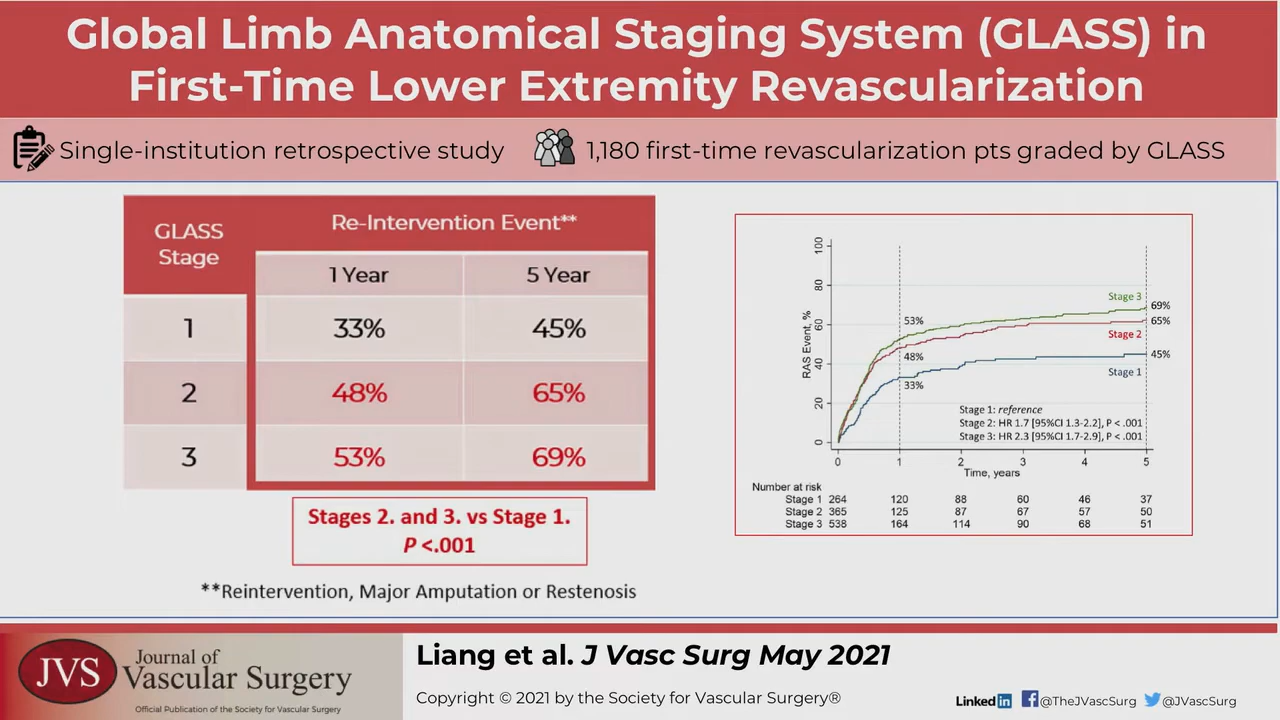 Global Limb Anatomical Staging System (GLASS) in
First-Time Lower Extremity Revascularization
Single-institution retrospective study
1,180 first-time revascularization pts graded by GLASS
GLASS Stage
Re-Intervention Event**
1 Year 5 Year
1 33% 45%
2 48% 65%
3 53% 69%
Stages 2. and 3. vs Stage 1.
P <.001
**Reintervention, Major Amputation or Restenosis
RAS Event, %
100
80
60
40
20
0
53%
48%
33%
Stage 3
69%
65%
Stage 2
45%
Stage 1
Stage 1: reference
Stage 2: HR 1.7 [95%CI 1.3-2.2], P < .001
Stage 3: HR 2.3 [95%CI 1.7-2.9], P < .001
0 1 2 3 4 5
Time, years
Number at risk
Stage 1 264 120 88 60 46 37
Stage 2 365 125 87 67 57 50
Stage 3 538 164 114 90 68 51
JVS
Journal of
Vascular Surgery
Official Publication of the Society for Vascular Surgery
Liang et al. J Vasc Surg May 2021
Copyright © 2021 by the Society for Vascular Surgery®
Linked in @TheJVascSurg @JVascSurg